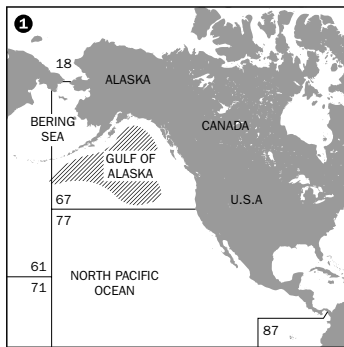 1
18
ALASKA
BERING
SEA
CANADA
GULF OF
ALASKA
U.S.A
67
77
61
71
NORTH PACIFIC
OCEAN
87